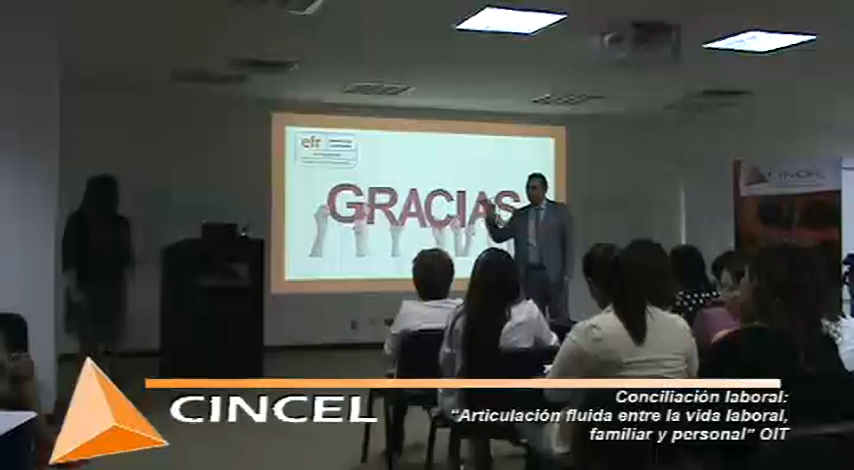 efr
GRACIAS
CINCEL
CINCEL
Conciliación laboral:
“Articulación fluida entre la vida laboral,
familiar y personal” OIT